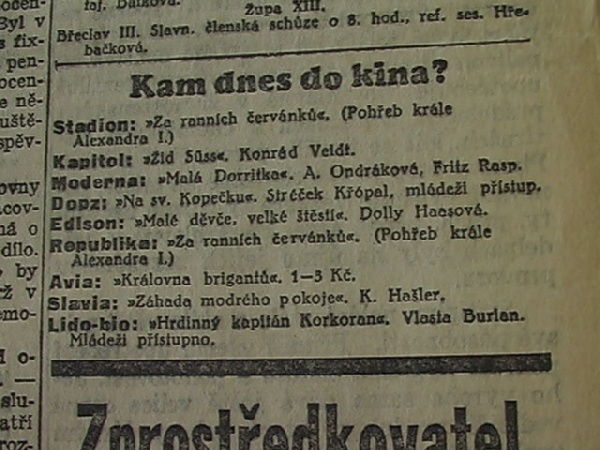 Župa XIII.
Břeclav III. Slavn. členská schůze o 8. hod., ref. ses. Hře-
bačková.
Kam dnes do kina?
Stadion: »Za ranních červánků«. (Pohřeb krále
Alexandra I.)
Kapitol: »Žid Süss«. Konrád Veidt.
Moderna: »Malá Dorritka«. A. Ondráková, Fritz Rasp.
Dopz: »Na sv. Kopečku«. Strýček Křópal, mládeži přístup.
Edison: »Malé děvče, velké štěstí«. Dolly Haasová.
Republika: »Za ranních červánků«. (Pohřeb krále
Alexandra I.)
Avia: »Královna brigantů«. 1—3 Kč.
Slavia: »Záhada modrého pokoje«. K. Hašler.
Lido-bio: »Hrdinný kapitán Korkoran«. Vlasta Burian.
Mládeži přístupno.
Zprostředkovatel